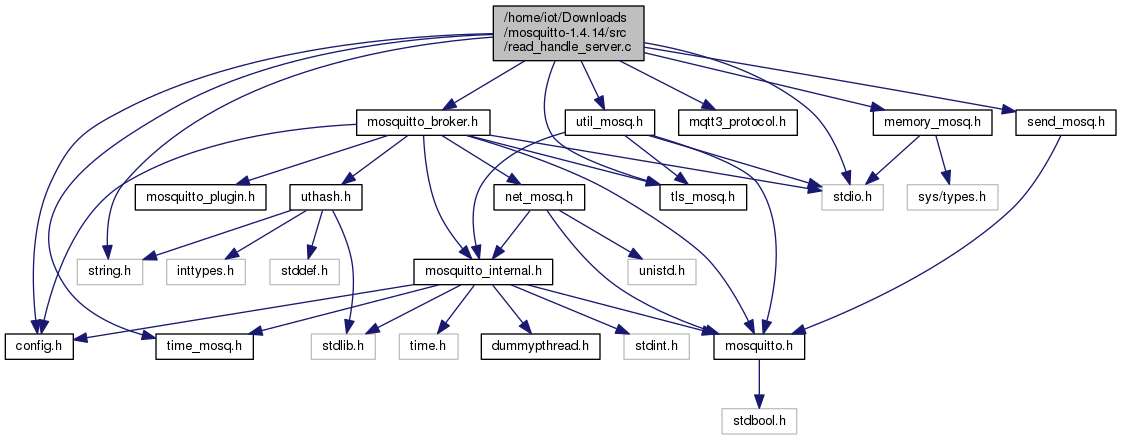 /home/iot/Downloads
/mosquitto-1.4.14/src
/read_handle_server.c
mosquitto_broker.h
util_mosq.h
mqtt3_protocol.h
memory_mosq.h
send_mosq.h
mosquitto_plugin.h
uthash.h
net_mosq.h
tls_mosq.h
stdio.h
sys/types.h
string.h
inttypes.h
stddef.h
mosquitto_internal.h
unistd.h
config.h
time_mosq.h
stdlib.h
time.h
dummypthread.h
stdint.h
mosquitto.h
stdbool.h